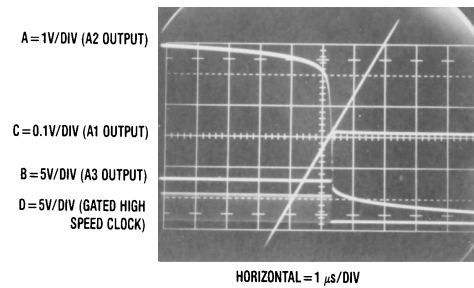 A=1V/DIV (A2 OUTPUT)
C=0.1V/DIV (A1 OUTPUT)
B=5V/DIV (A3 OUTPUT)
D=5V/DIV (GATED HIGH
SPEED CLOCK)
HORIZONTAL=1 μs/DIV